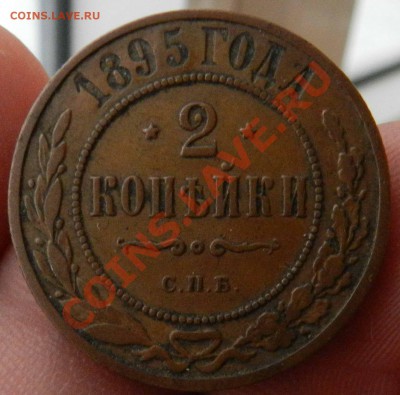 COINS.LAVE.RU
1895 ГОДА
2
КОПѢЙКИ
С.П.Б.
COINS.LAVE.RU